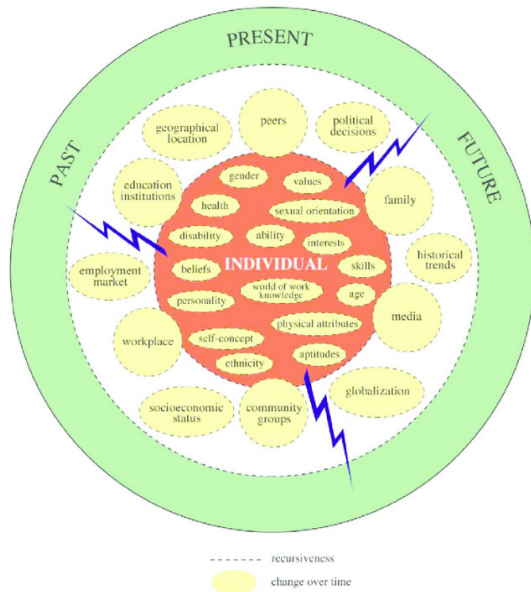 PRESENT
PAST
FUTURE
peers
political
decisions
geographical
location
education
institutions
family
employment
market
historical
trends
workplace
media
socioeconomic
status
community
groups
globalization
gender
values
health
sexual orientation
disability
ability
interests
INDIVIDUAL
beliefs
skills
world of work
knowledge
age
personality
physical attributes
self-concept
aptitudes
ethnicity
recursiveness
change over time